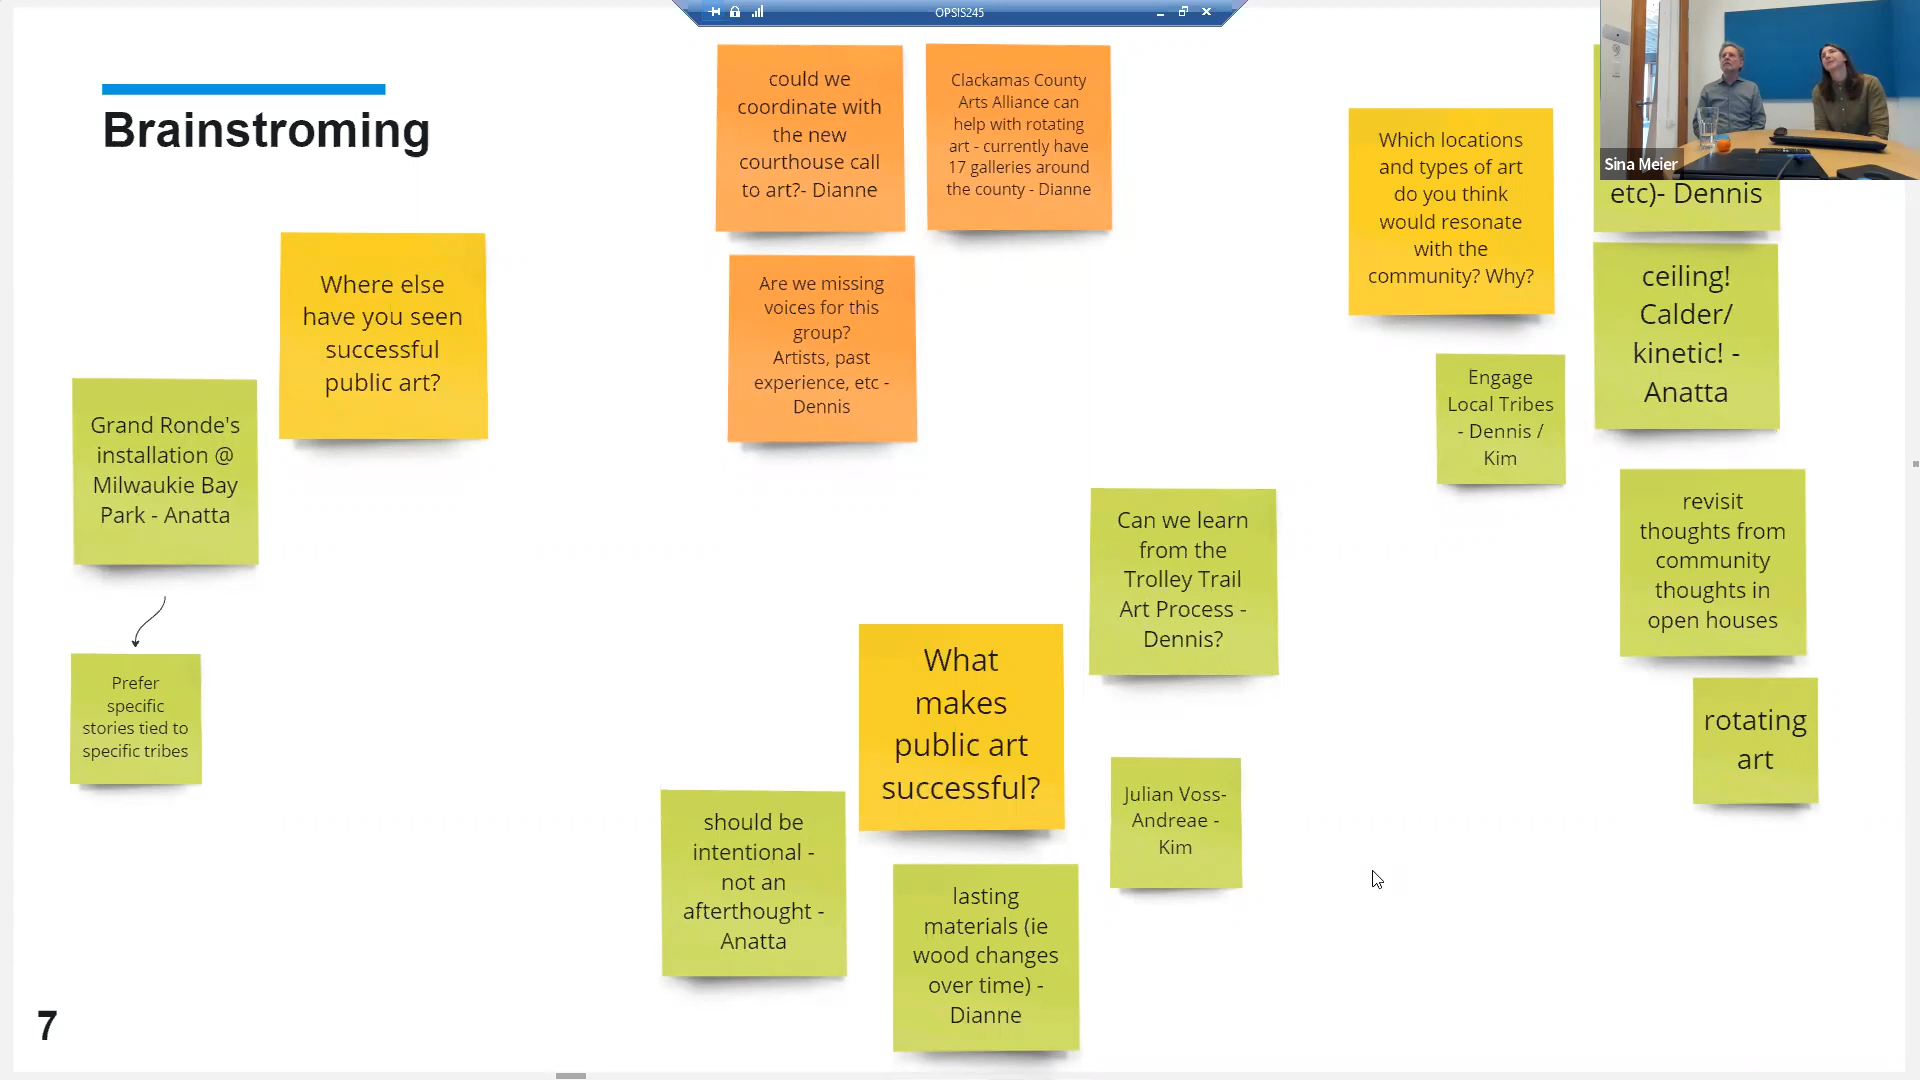 OPSIS245
Brainstroming
could we
coordinate with
the new
courthouse call
to art?- Dianne
Clackamas County
Arts Alliance can
help with rotating
art - currently have
17 galleries around
the county - Dianne
Are we missing
voices for this
group?
Artists, past
experience, etc -
Dennis
Where else
have you seen
successful
public art?
Grand Ronde's
installation @
Milwaukie Bay
Park - Anatta
Prefer
specific
stories tied to
specific tribes
Which locations
and types of art
do you think
would resonate
with the
community? Why?
Sina Meier
etc)- Dennis
ceiling!
Calder/
kinetic! -
Anatta
Engage
Local Tribes
- Dennis /
Kim
revisit
thoughts from
community
thoughts in
open houses
rotating
art
Can we learn
from the
Trolley Trail
Art Process -
Dennis?
What
makes
public art
successful?
Julian Voss-
Andreae -
Kim
should be
intentional -
not an
afterthought -
Anatta
lasting
materials (ie
wood changes
over time) -
Dianne
7